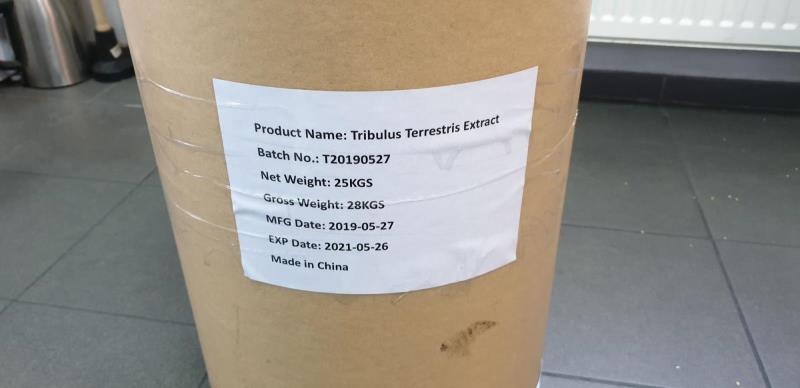 Product Name: Tribulus Terrestris Extract
Batch No.: T20190527
Net Weight: 25KGS
Gross Weight: 28KGS
MFG Date: 2019-05-27
EXP Date: 2021-05-26
Made in China